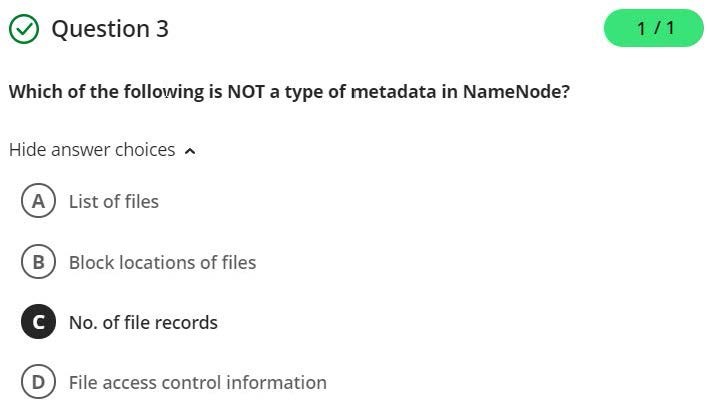 Question 3
1 / 1
Which of the following is NOT a type of metadata in NameNode?
Hide answer choices
A List of files
B Block locations of files
C No. of file records
D File access control information